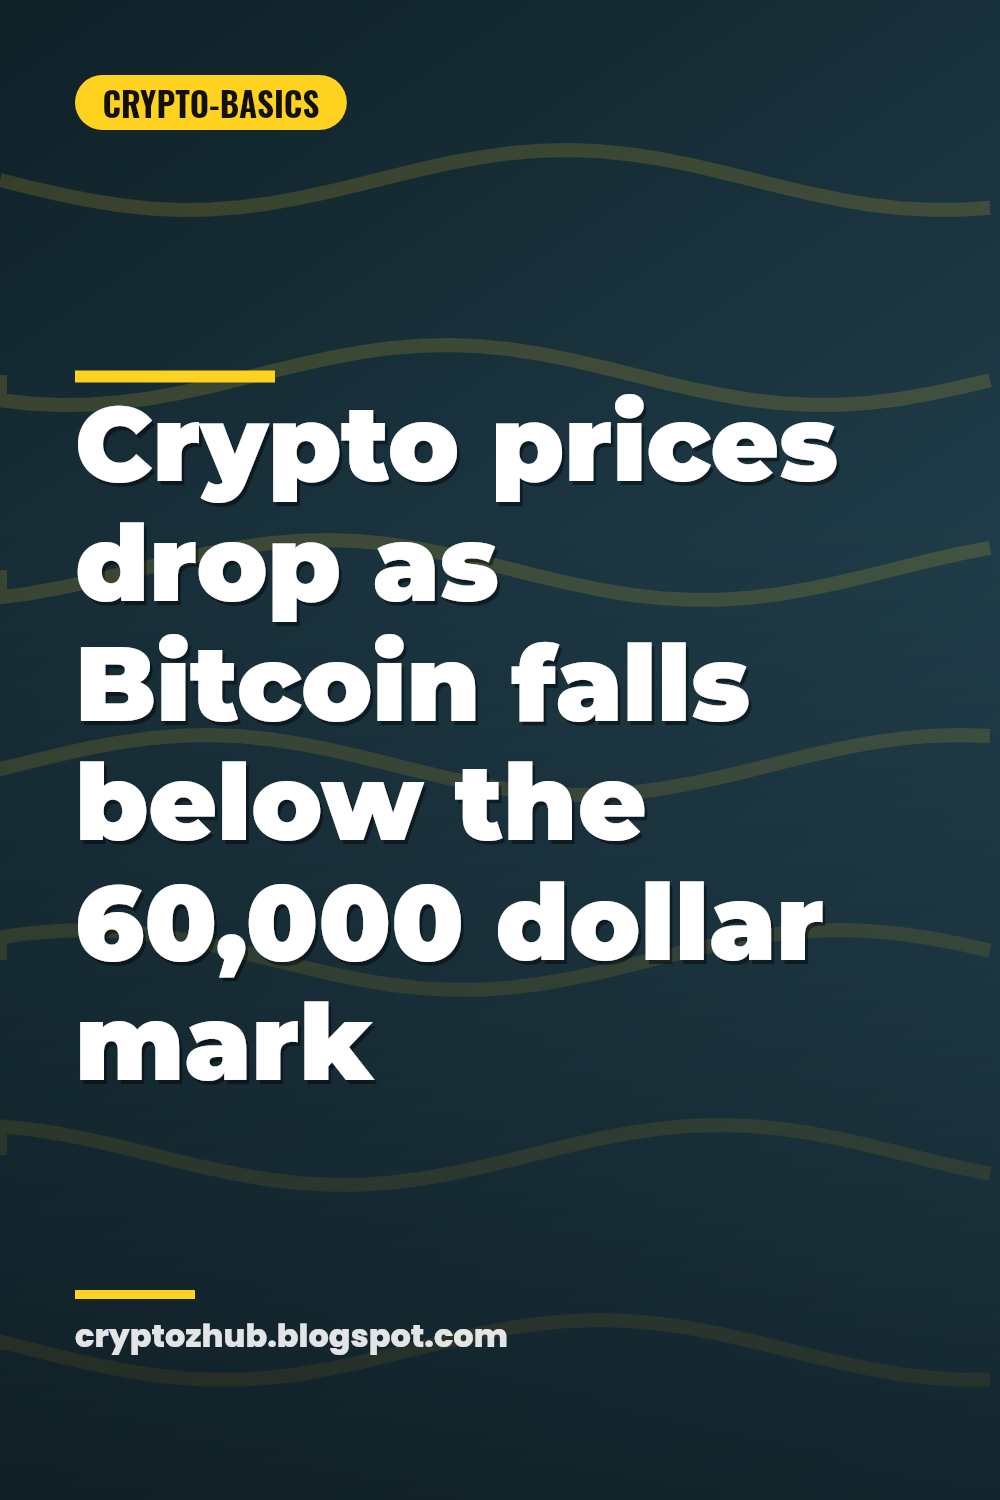 CRYPTO-BASICS
Crypto prices
drop as
Bitcoin falls
below the
60,000 dollar
mark
cryptozhub.blogspot.com